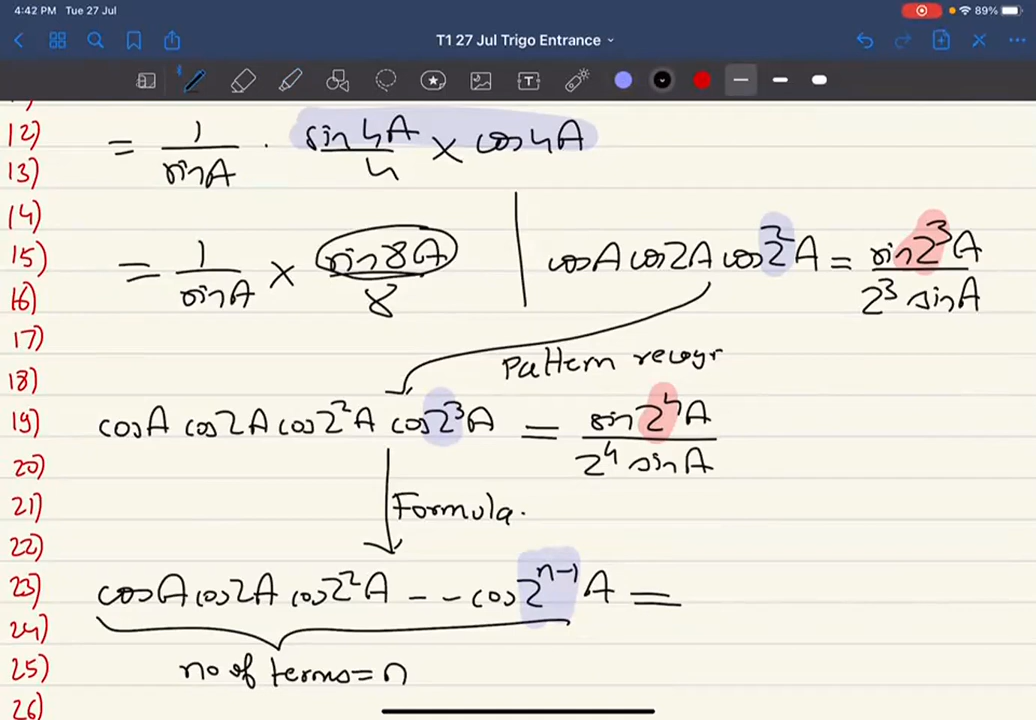 4:42 PM Tue 27 Jul
89%
T1 27 Jul Trigo Entrance
12) = 1/sinA · sin4A/4 × cos4A
13)
14)
15) = 1/sinA × sin8A/8 | cosA cos2A cos2²A = sin2³A / 2³ sinA
16)
17)
Pattern recogr
18)
19) cosA cos2A cos2²A cos2³A = sin2⁴A / 2⁴ sinA
20)
21) Formula.
22)
23) cosA cos2A cos2²A - - cos2ⁿ⁻¹A =
24)
25) no of terms = n
26)